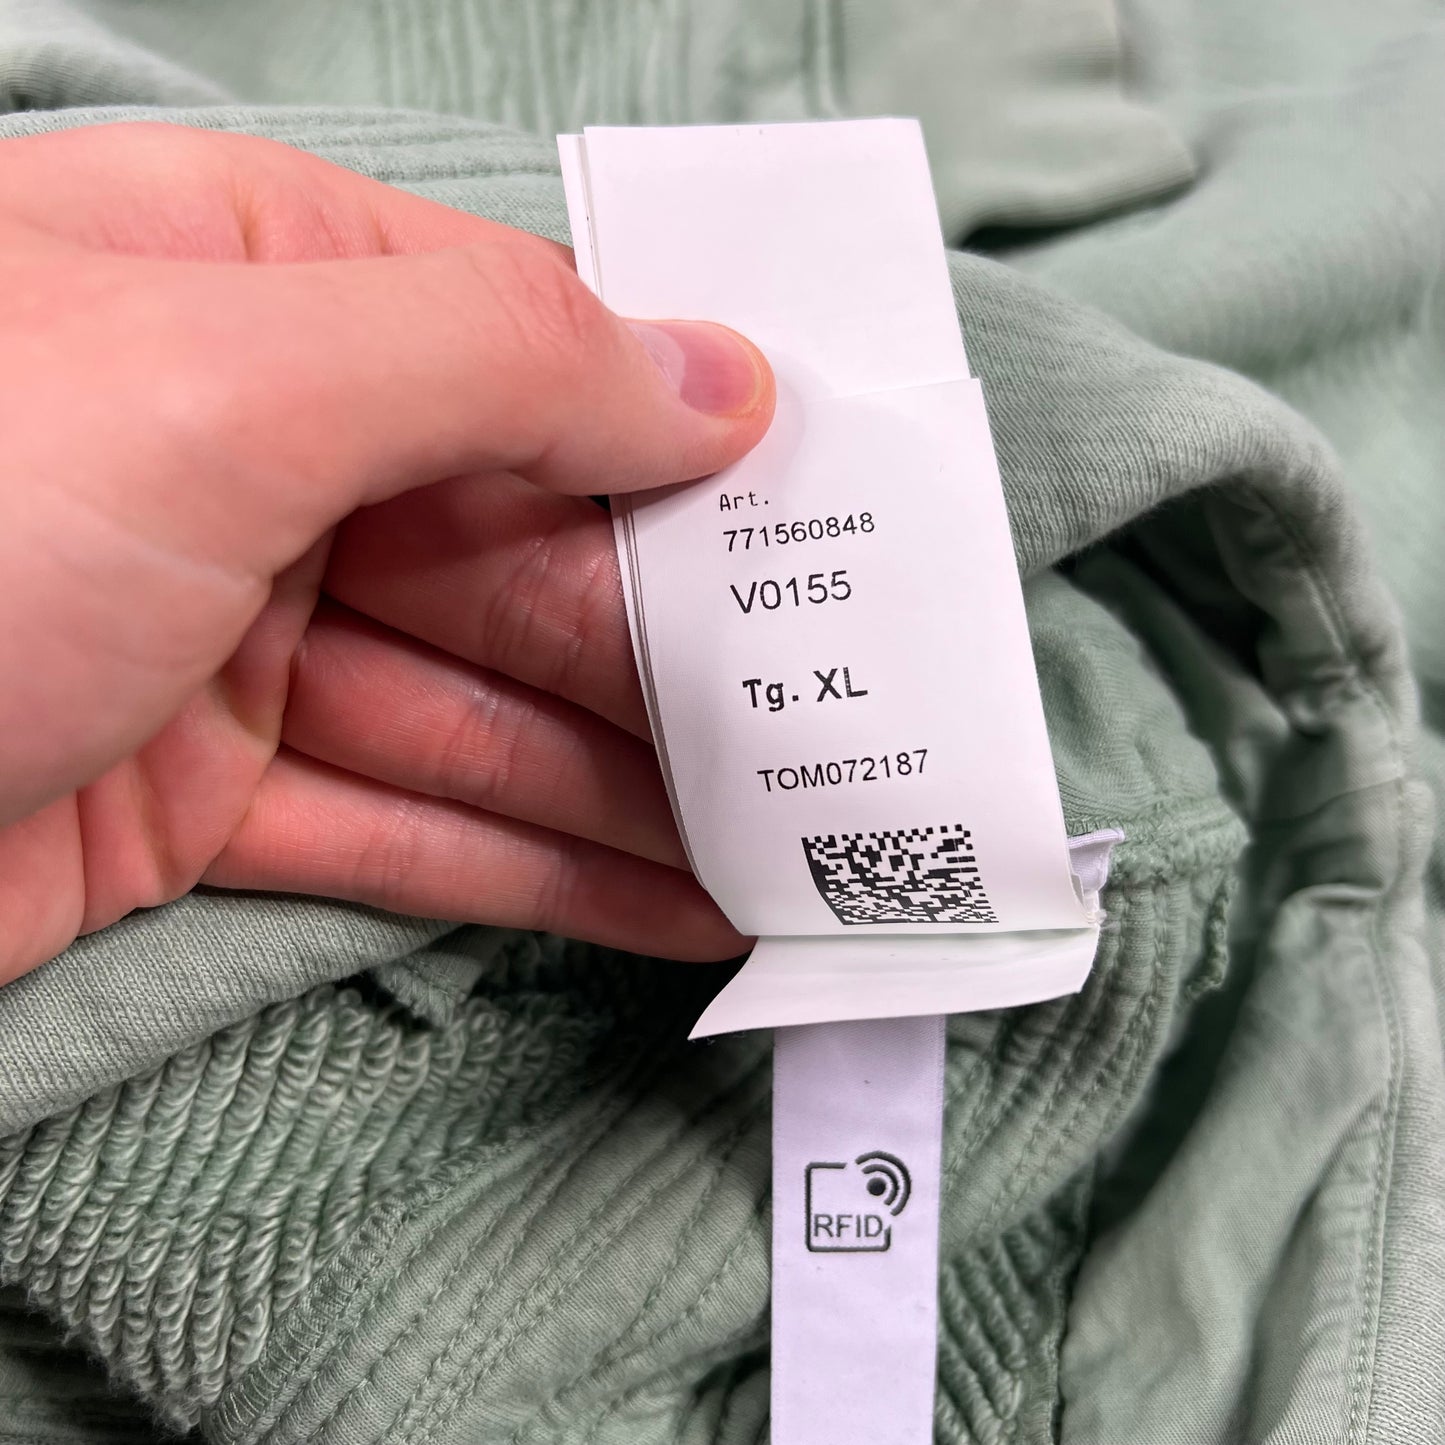 Art.
771560848
V0155
Tg. XL
TOM072187
RFID